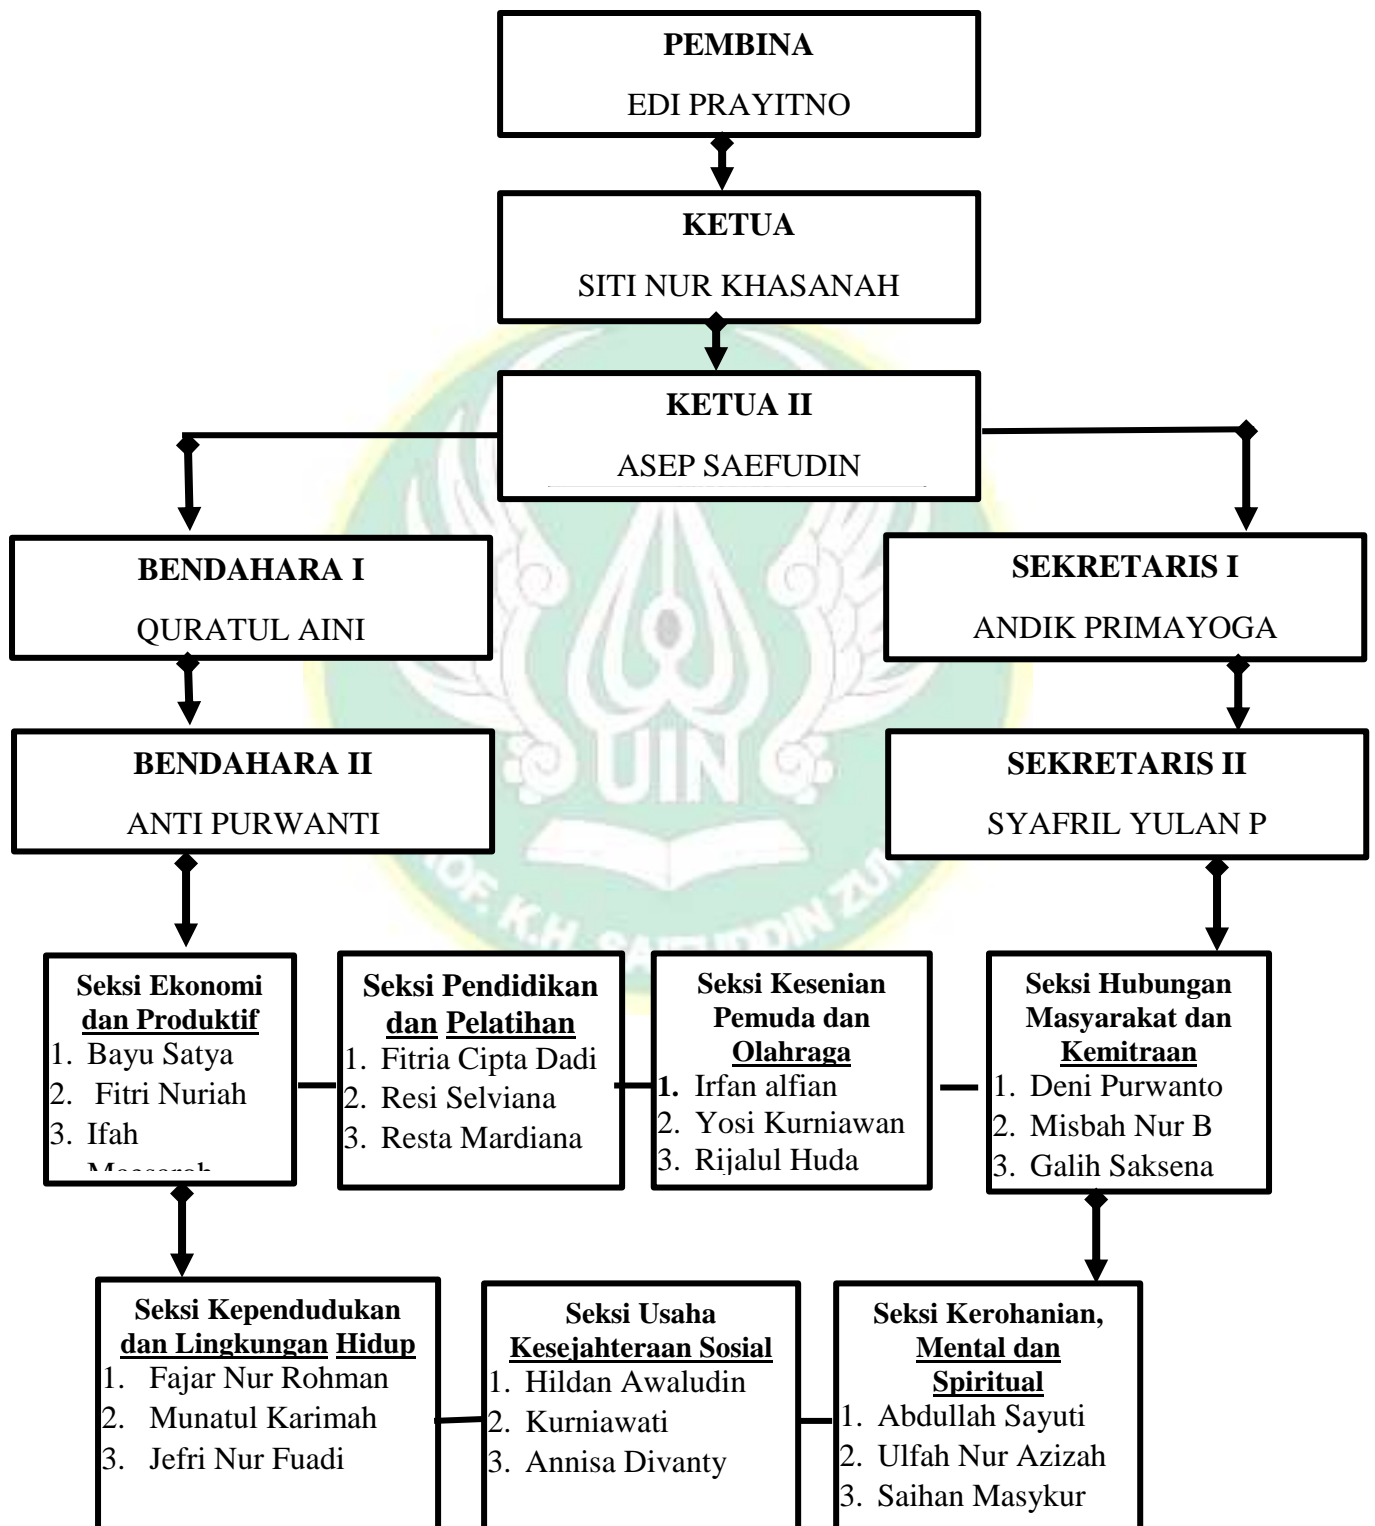 PEMBINA
EDI PRAYITNO
KETUA
SITI NUR KHASANAH
KETUA II
ASEP SAEFUDIN
BENDAHARA I
QURATUL AINI
SEKRETARIS I
ANDIK PRIMAYOGA
BENDAHARA II
ANTI PURWANTI
SEKRETARIS II
SYAFRIL YULAN P
UIN
K.H. SAIFUDDIN
Seksi Ekonomi
dan Produktif
1. Bayu Satya
2. Fitri Nuriah
3. Ifah
Seksi Pendidikan
dan Pelatihan
1. Fitria Cipta Dadi
2. Resi Selviana
3. Resta Mardiana
Seksi Kesenian
Pemuda dan
Olahraga
1. Irfan alfian
2. Yosi Kurniawan
3. Rijalul Huda
Seksi Hubungan
Masyarakat dan
Kemitraan
1. Deni Purwanto
2. Misbah Nur B
3. Galih Saksena
Seksi Kependudukan
dan Lingkungan Hidup
1. Fajar Nur Rohman
2. Munatul Karimah
3. Jefri Nur Fuadi
Seksi Usaha
Kesejahteraan Sosial
1. Hildan Awaludin
2. Kurniawati
3. Annisa Divanty
Seksi Kerohanian,
Mental dan
Spiritual
1. Abdullah Sayuti
2. Ulfah Nur Azizah
3. Saihan Masykur